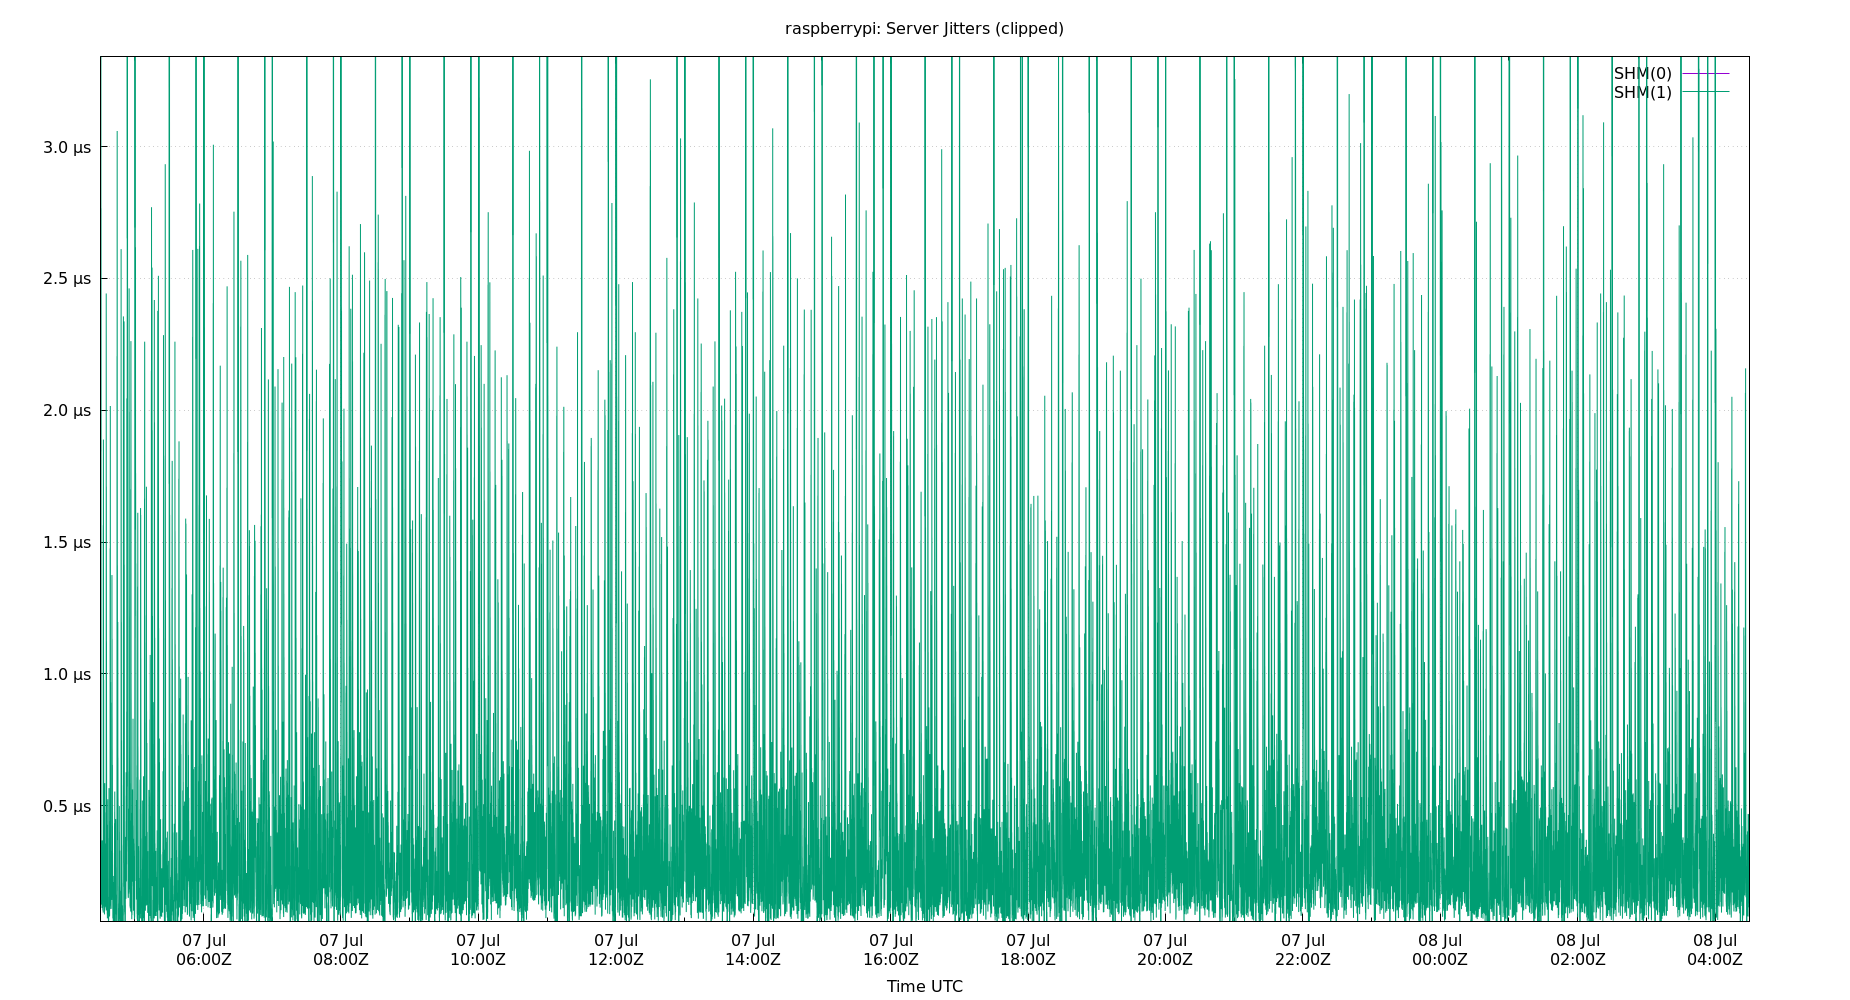 raspberrypi: Server Jitters (clipped)
SHM(0)
SHM(1)
3.0 µs
2.5 µs
2.0 µs
1.5 µs
1.0 µs
0.5 µs
07 Jul 07 Jul 07 Jul 07 Jul 07 Jul 07 Jul 07 Jul 07 Jul 07 Jul 08 Jul 08 Jul 08 Jul
06:00Z 08:00Z 10:00Z 12:00Z 14:00Z 16:00Z 18:00Z 20:00Z 22:00Z 00:00Z 02:00Z 04:00Z
Time UTC